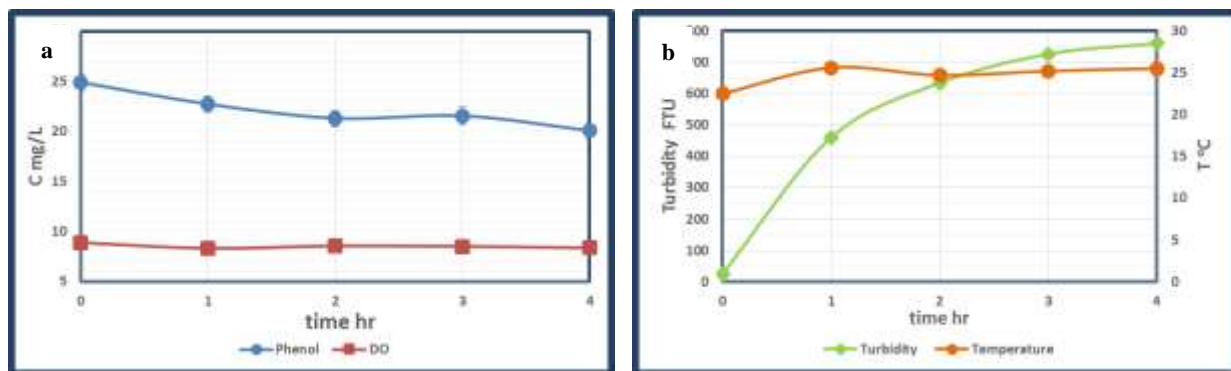 a
25
20
15
10
5
C mg/L
0 1 2 3 4
time hr
Phenol DO
b
600
500
400
300
200
100
0
Turbidity FTU
30
25
20
15
10
5
0
T °C
0 1 2 3 4
time hr
Turbidity Temperature